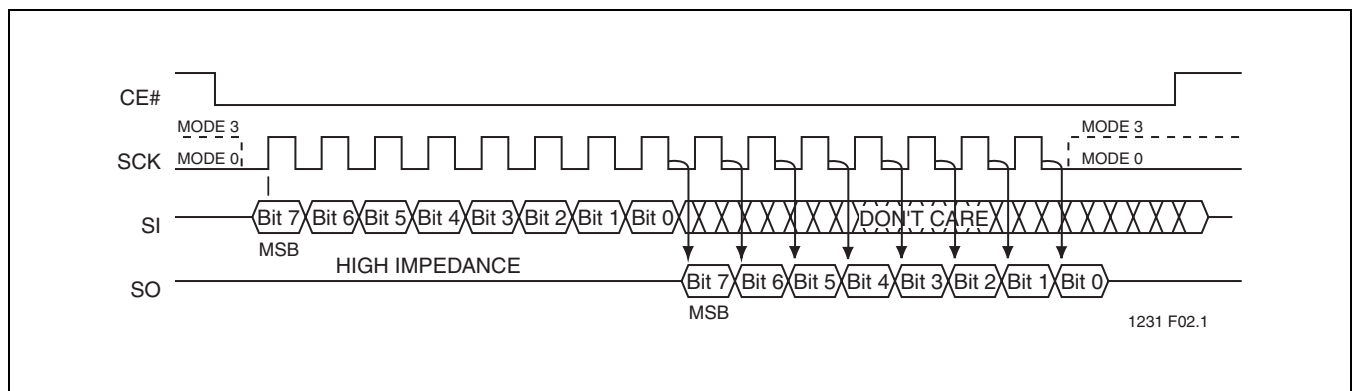 CE#
MODE 3 MODE 3
SCK MODE 0 MODE 0
SI Bit 7 Bit 6 Bit 5 Bit 4 Bit 3 Bit 2 Bit 1 Bit 0 DON'T CARE
MSB
HIGH IMPEDANCE
SO Bit 7 Bit 6 Bit 5 Bit 4 Bit 3 Bit 2 Bit 1 Bit 0
MSB
1231 F02.1